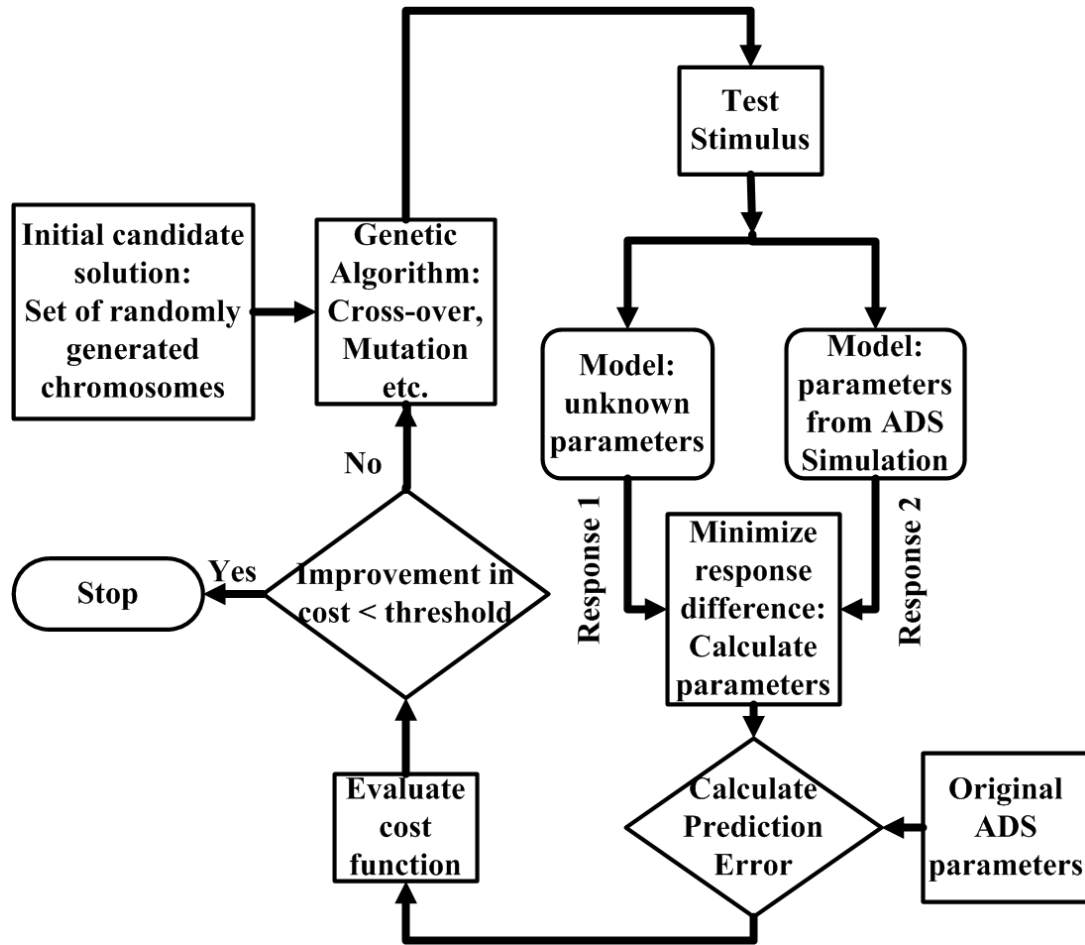 Test
Stimulus
Initial candidate
solution:
Set of randomly
generated
chromosomes
Genetic
Algorithm:
Cross-over,
Mutation
etc.
Model:
unknown
parameters
Model:
parameters
from ADS
Simulation
No
Response 1
Response 2
Minimize
response
difference:
Calculate
parameters
Stop
Yes
Improvement in
cost < threshold
Evaluate
cost
function
Calculate
Prediction
Error
Original
ADS
parameters